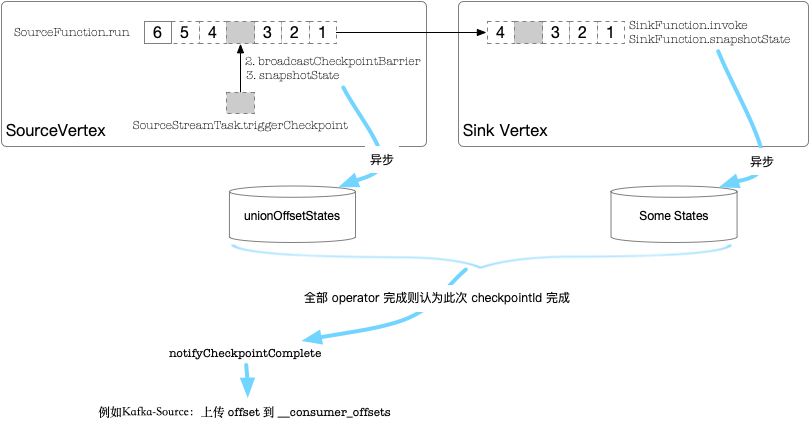 SourceFunction.run
6 5 4 3 2 1
2. broadcastCheckpointBarrier
3. snapshotState
SourceStreamTask.triggerCheckpoint
SourceVertex
4 3 2 1
SinkFunction.invoke
SinkFunction.snapshotState
Sink Vertex
异步
异步
unionOffsetStates
Some States
全部 operator 完成则认为此次 checkpointId 完成
notifyCheckpointComplete
例如Kafka-Source：上传 offset 到 __consumer_offsets